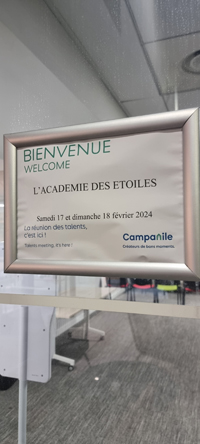 BIENVENUE
WELCOME
L'ACADEMIE DES ETOILES
Samedi 17 et dimanche 18 février 2024
La réunion des talents,
c'est ici !
Talents meeting, it's here !
Campanile
Créateurs de bons moments.